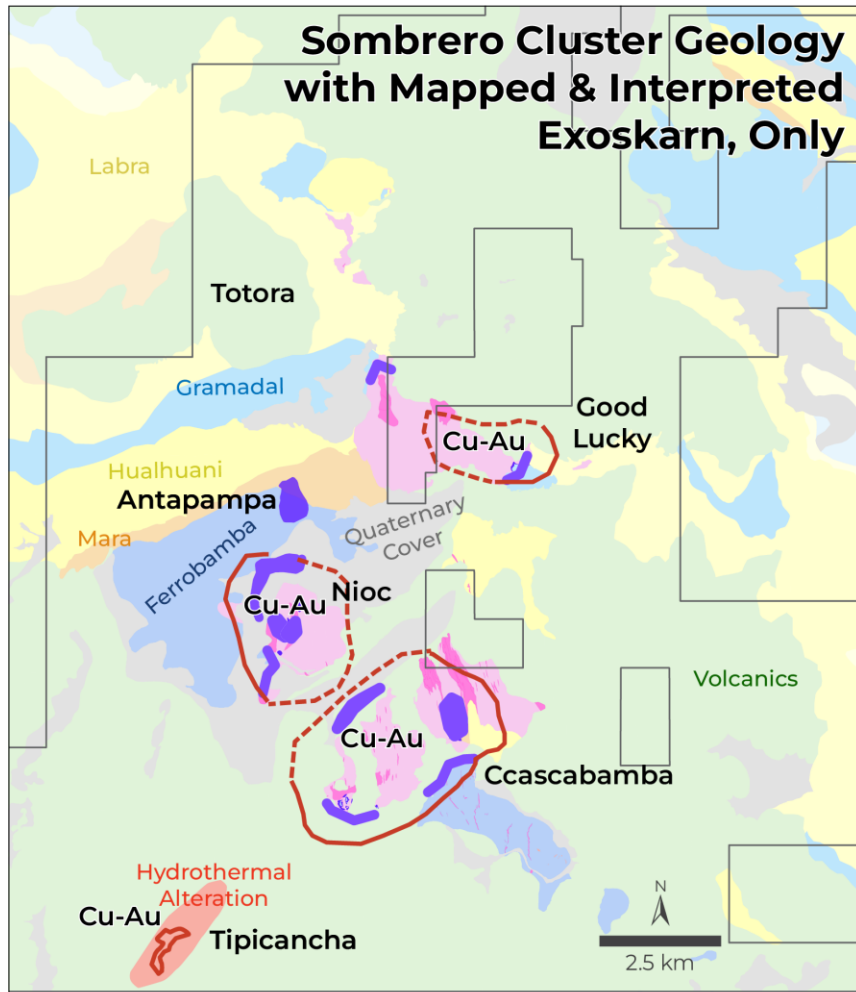 Sombrero Cluster Geology
with Mapped & Interpreted
Exoskarn, Only
Labra
Totora
Gramadal
Good
Lucky
Cu-Au
Hualhuani
Antapampa
Quaternary
Cover
Mara
Ferrobamba
Nioc
Cu-Au
Volcanics
Cu-Au
Ccascabamba
Hydrothermal
Alteration
Cu-Au
Tipicancha
N
2.5 km